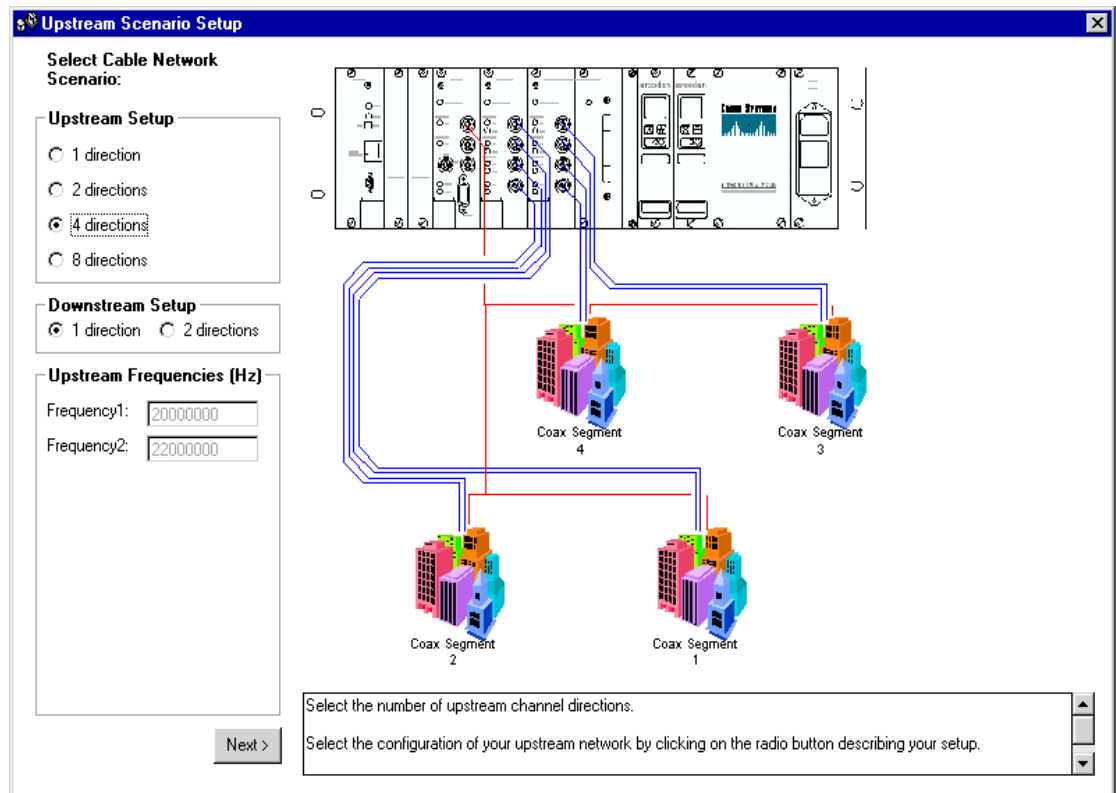 Upstream Scenario Setup
Select Cable Network
Scenario:
Upstream Setup
1 direction
2 directions
4 directions
8 directions
Downstream Setup
1 direction
2 directions
Upstream Frequencies (Hz)
Frequency1:
20000000
Frequency2:
22000000
Next >
Cisco Systems
Coax Segment
4
Coax Segment
3
Coax Segment
2
Coax Segment
1
Select the number of upstream channel directions.
Select the configuration of your upstream network by clicking on the radio button describing your setup.